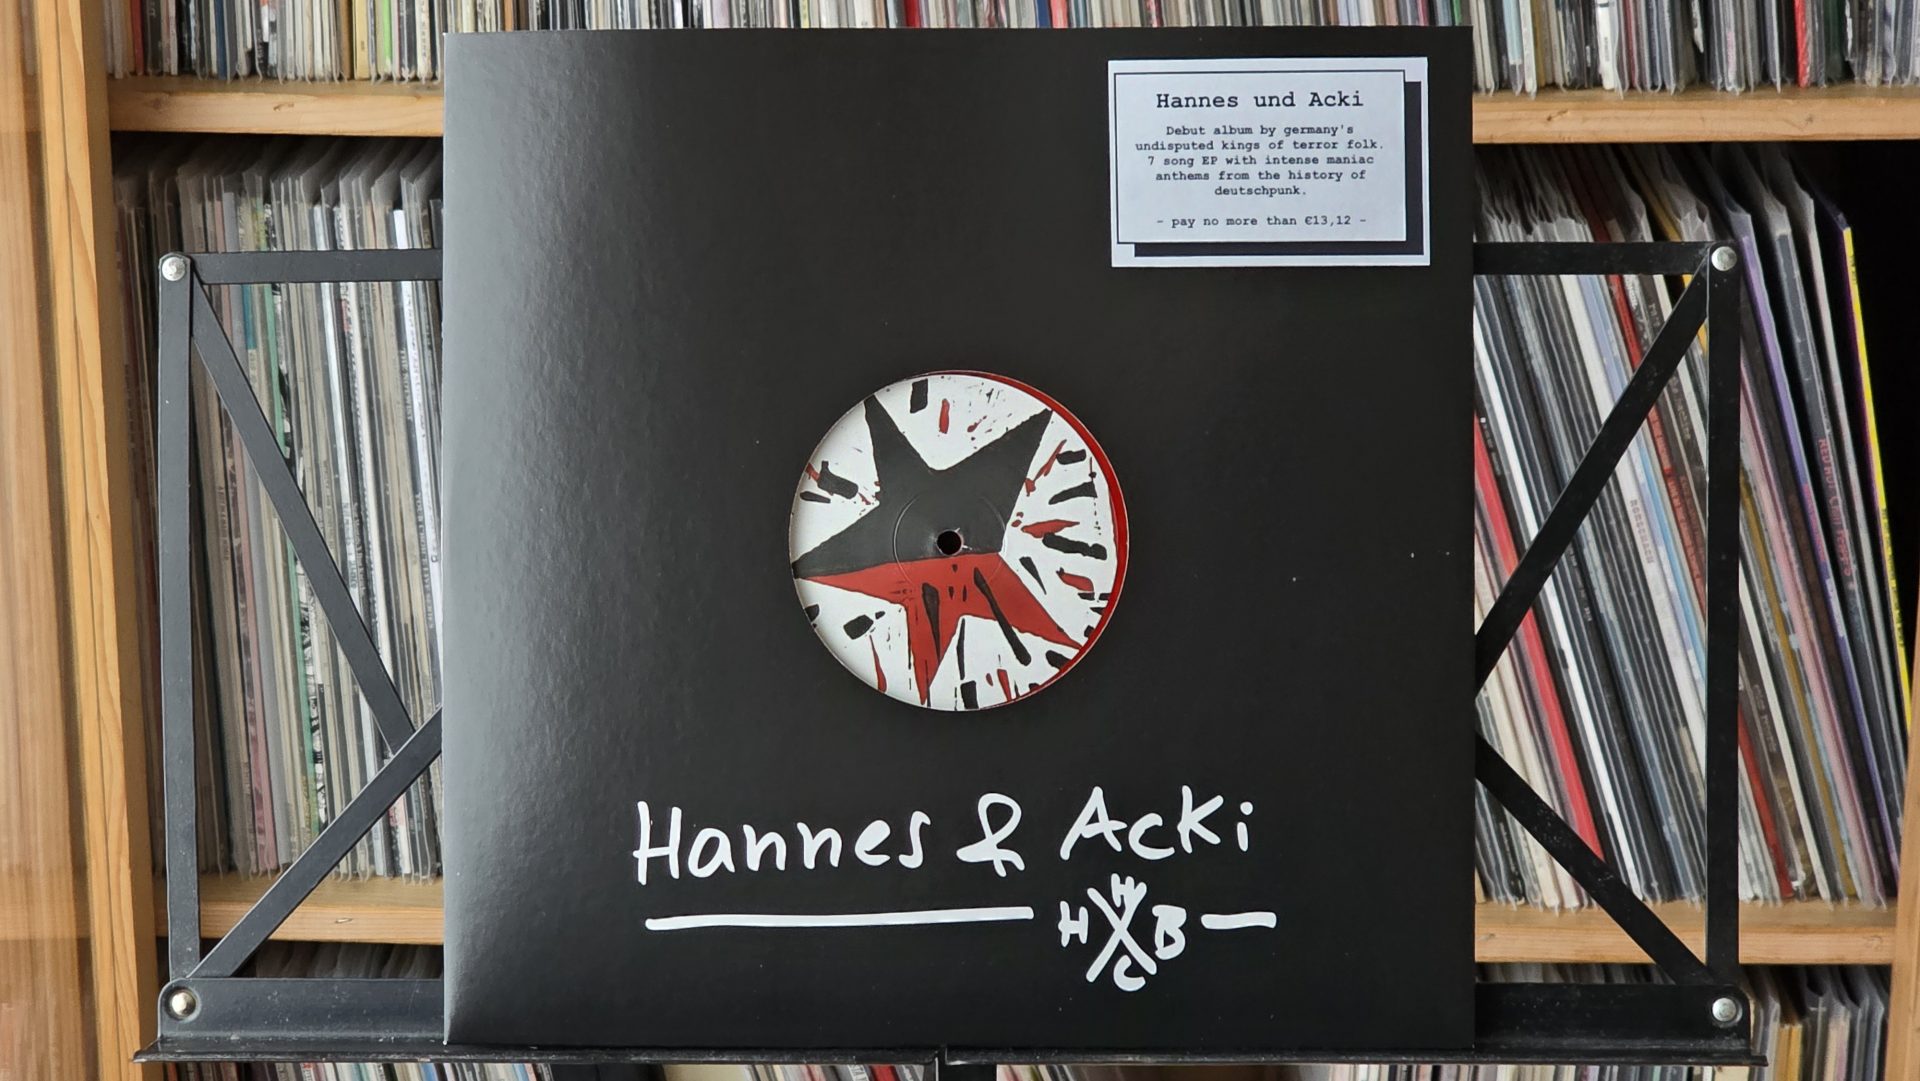 Hannes und Acki
Debut album by germany's
undisputed kings of terror folk.
7 song EP with intense maniac
anthems from the history of
deutschpunk.
- pay no more than €13,12 -
Hannes & Acki
H
H B
C